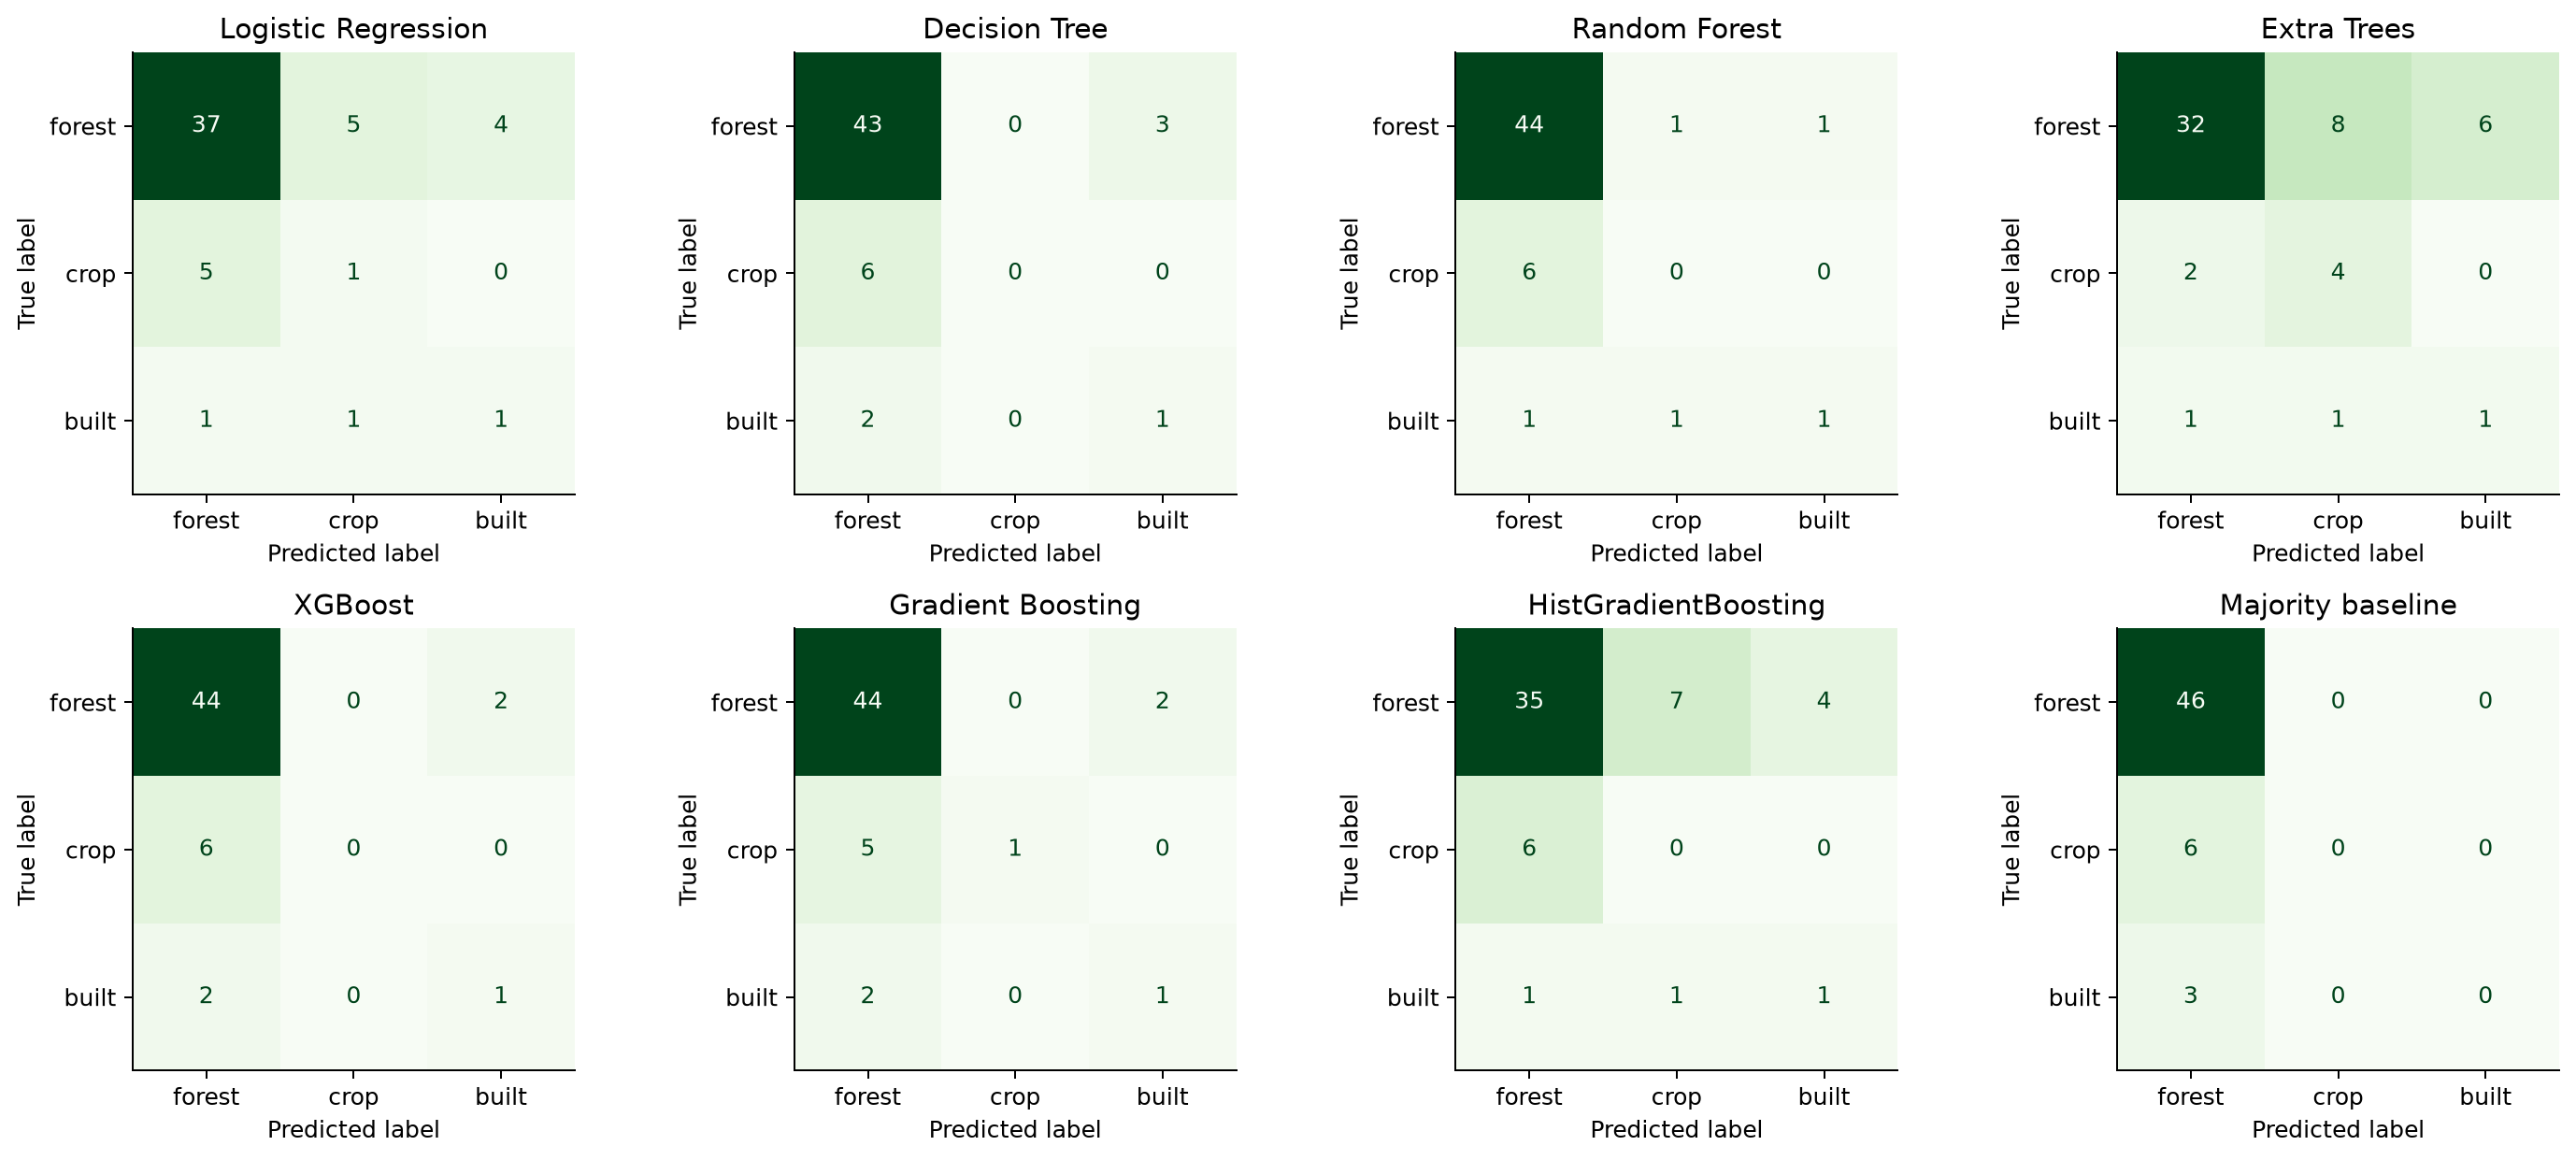 Logistic Regression
True label
forest 37 5 4
crop 5 1 0
built 1 1 1
forest crop built
Predicted label
Decision Tree
True label
forest 43 0 3
crop 6 0 0
built 2 0 1
forest crop built
Predicted label
Random Forest
True label
forest 44 1 1
crop 6 0 0
built 1 1 1
forest crop built
Predicted label
Extra Trees
True label
forest 32 8 6
crop 2 4 0
built 1 1 1
forest crop built
Predicted label
XGBoost
True label
forest 44 0 2
crop 6 0 0
built 2 0 1
forest crop built
Predicted label
Gradient Boosting
True label
forest 44 0 2
crop 5 1 0
built 2 0 1
forest crop built
Predicted label
HistGradientBoosting
True label
forest 35 7 4
crop 6 0 0
built 1 1 1
forest crop built
Predicted label
Majority baseline
True label
forest 46 0 0
crop 6 0 0
built 3 0 0
forest crop built
Predicted label